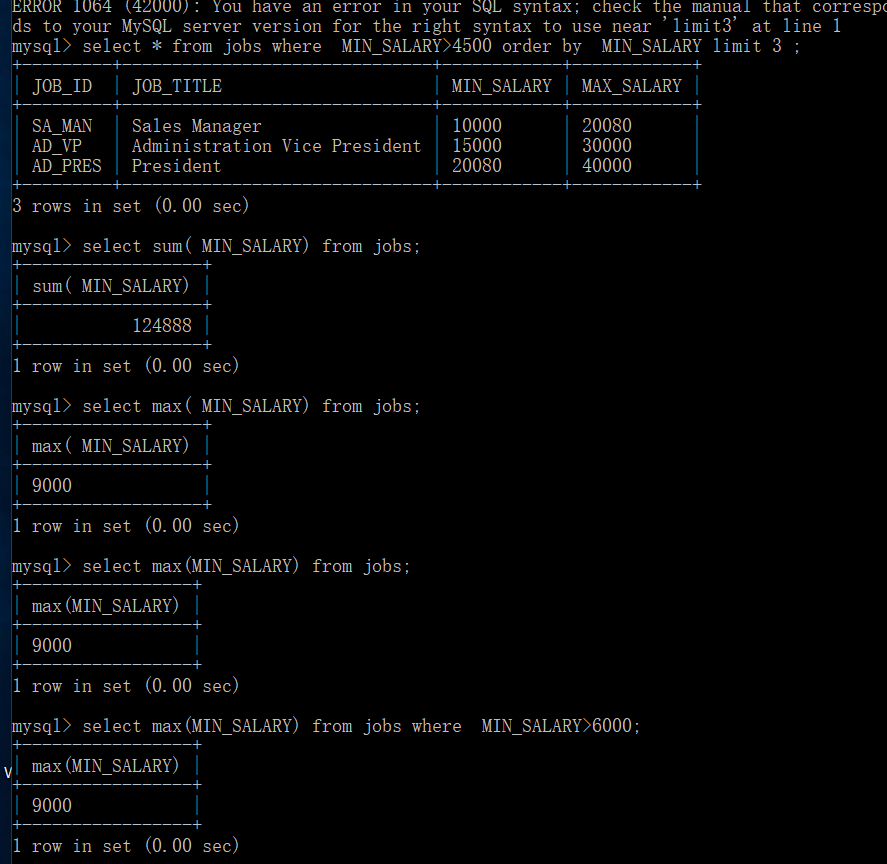 ERROR 1064 (42000): You have an error in your SQL syntax; check the manual that correspo
ds to your MySQL server version for the right syntax to use near 'limit3' at line 1
mysql> select * from jobs where  MIN_SALARY>4500 order by  MIN_SALARY limit 3 ;
+---------+-------------------------------+------------+------------+
| JOB_ID  | JOB_TITLE                     | MIN_SALARY | MAX_SALARY |
+---------+-------------------------------+------------+------------+
| SA_MAN  | Sales Manager                 | 10000      | 20080      |
| AD_VP   | Administration Vice President | 15000      | 30000      |
| AD_PRES | President                     | 20080      | 40000      |
+---------+-------------------------------+------------+------------+
3 rows in set (0.00 sec)
mysql> select sum( MIN_SALARY) from jobs;
+------------------+
| sum( MIN_SALARY) |
+------------------+
|           124888 |
+------------------+
1 row in set (0.00 sec)
mysql> select max( MIN_SALARY) from jobs;
+------------------+
| max( MIN_SALARY) |
+------------------+
| 9000             |
+------------------+
1 row in set (0.00 sec)
mysql> select max(MIN_SALARY) from jobs;
+-----------------+
| max(MIN_SALARY) |
+-----------------+
| 9000            |
+-----------------+
1 row in set (0.00 sec)
mysql> select max(MIN_SALARY) from jobs where  MIN_SALARY>6000;
+-----------------+
| max(MIN_SALARY) |
+-----------------+
| 9000            |
+-----------------+
1 row in set (0.00 sec)